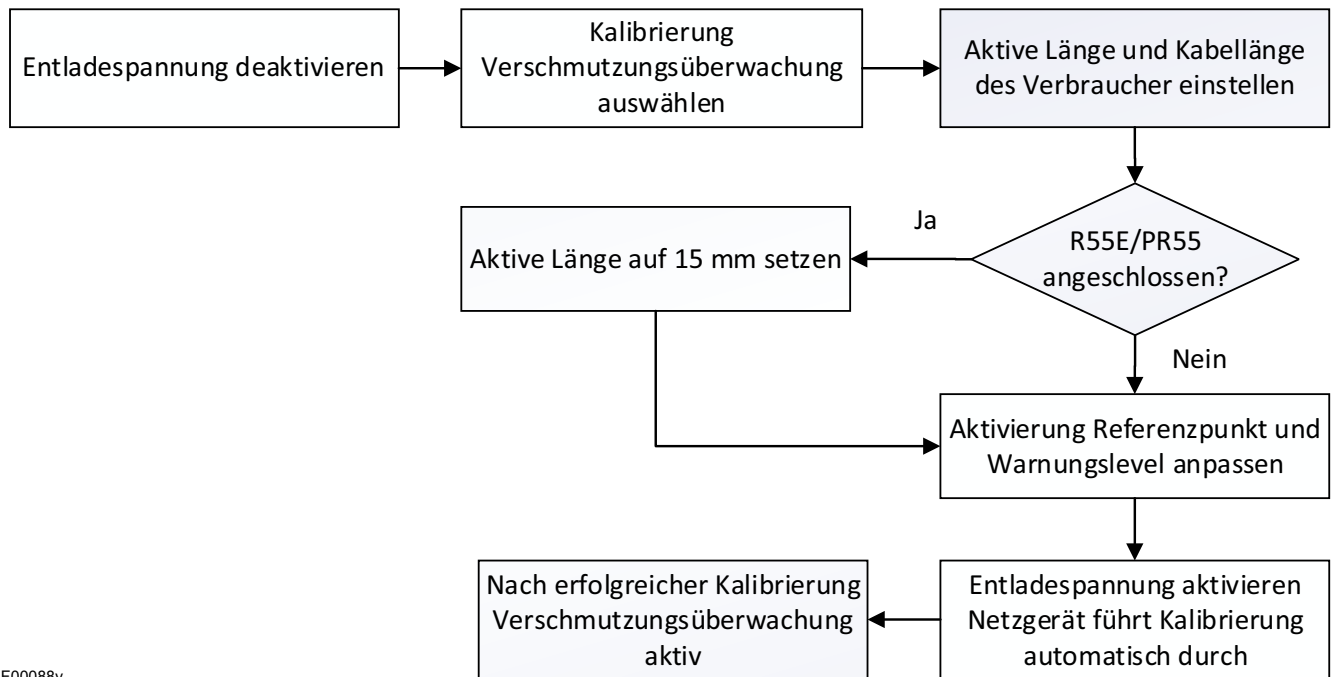 Entladespannung deaktivieren
Kalibrierung
Verschmutzungsüberwachung
auswählen
Aktive Länge und Kabellänge
des Verbraucher einstellen
R55E/PR55
angeschlossen?
Ja
Aktive Länge auf 15 mm setzen
Nein
Aktivierung Referenzpunkt und
Warnungslevel anpassen
Entladespannung aktivieren
Netzgerät führt Kalibrierung
automatisch durch
Nach erfolgreicher Kalibrierung
Verschmutzungsüberwachung
aktiv